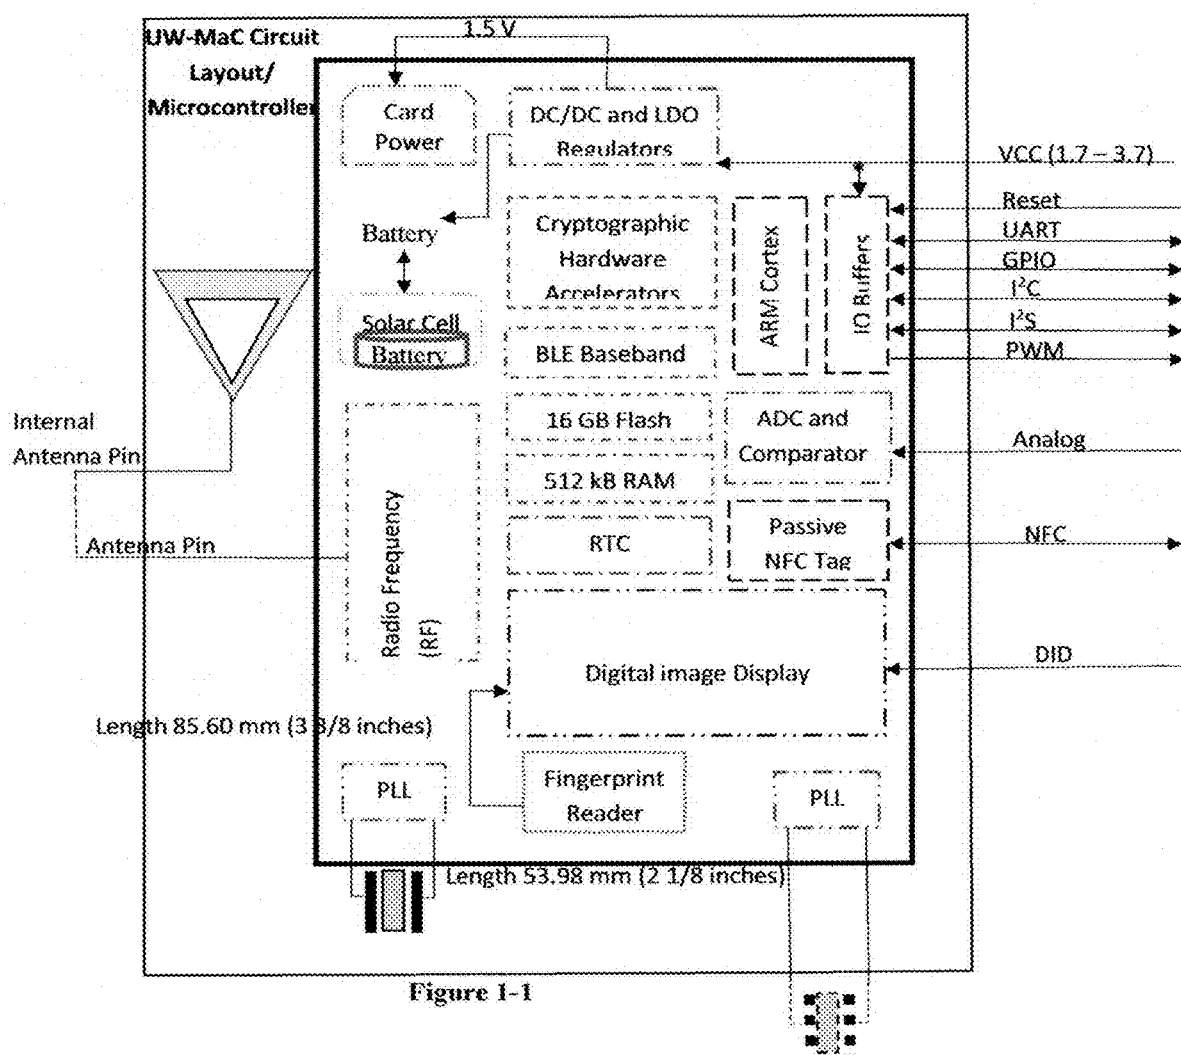 UW-MaC Circuit
Layout/
Microcontroller
1.5 V
Card
Power
DC/DC and LDO
Regulators
VCC (1.7 – 3.7)
Reset
UART
GPIO
I²C
I²S
PWM
Battery
Cryptographic
Hardware
Accelerators
ARM Cortex
IO Buffers
Solar Cell
Battery
BLE Baseband
Internal
Antenna Pin
16 GB Flash
ADC and
Comparator
Analog
512 kB RAM
Antenna Pin
Radio Frequency
(RF)
RTC
Passive
NFC Tag
NFC
Digital image Display
DID
Length 85.60 mm (3 3/8 inches)
PLL
Fingerprint
Reader
PLL
Length 53.98 mm (2 1/8 inches)
Figure 1-1